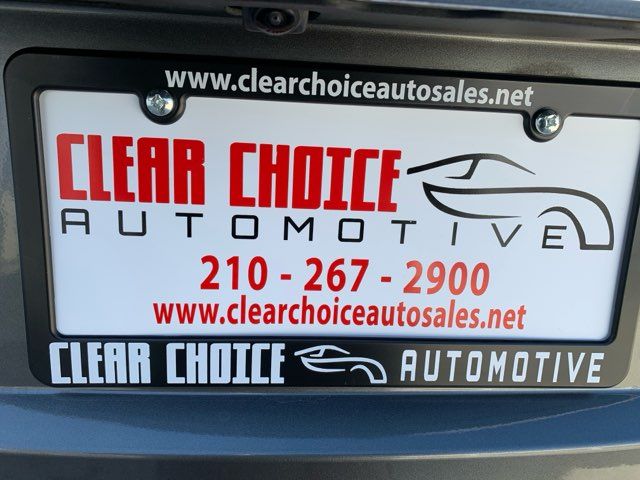 www.clearchoiceautosales.net
CLEAR CHOICE
AUTOMOTIVE
210 - 267 - 2900
www.clearchoiceautosales.net
CLEAR CHOICE AUTOMOTIVE